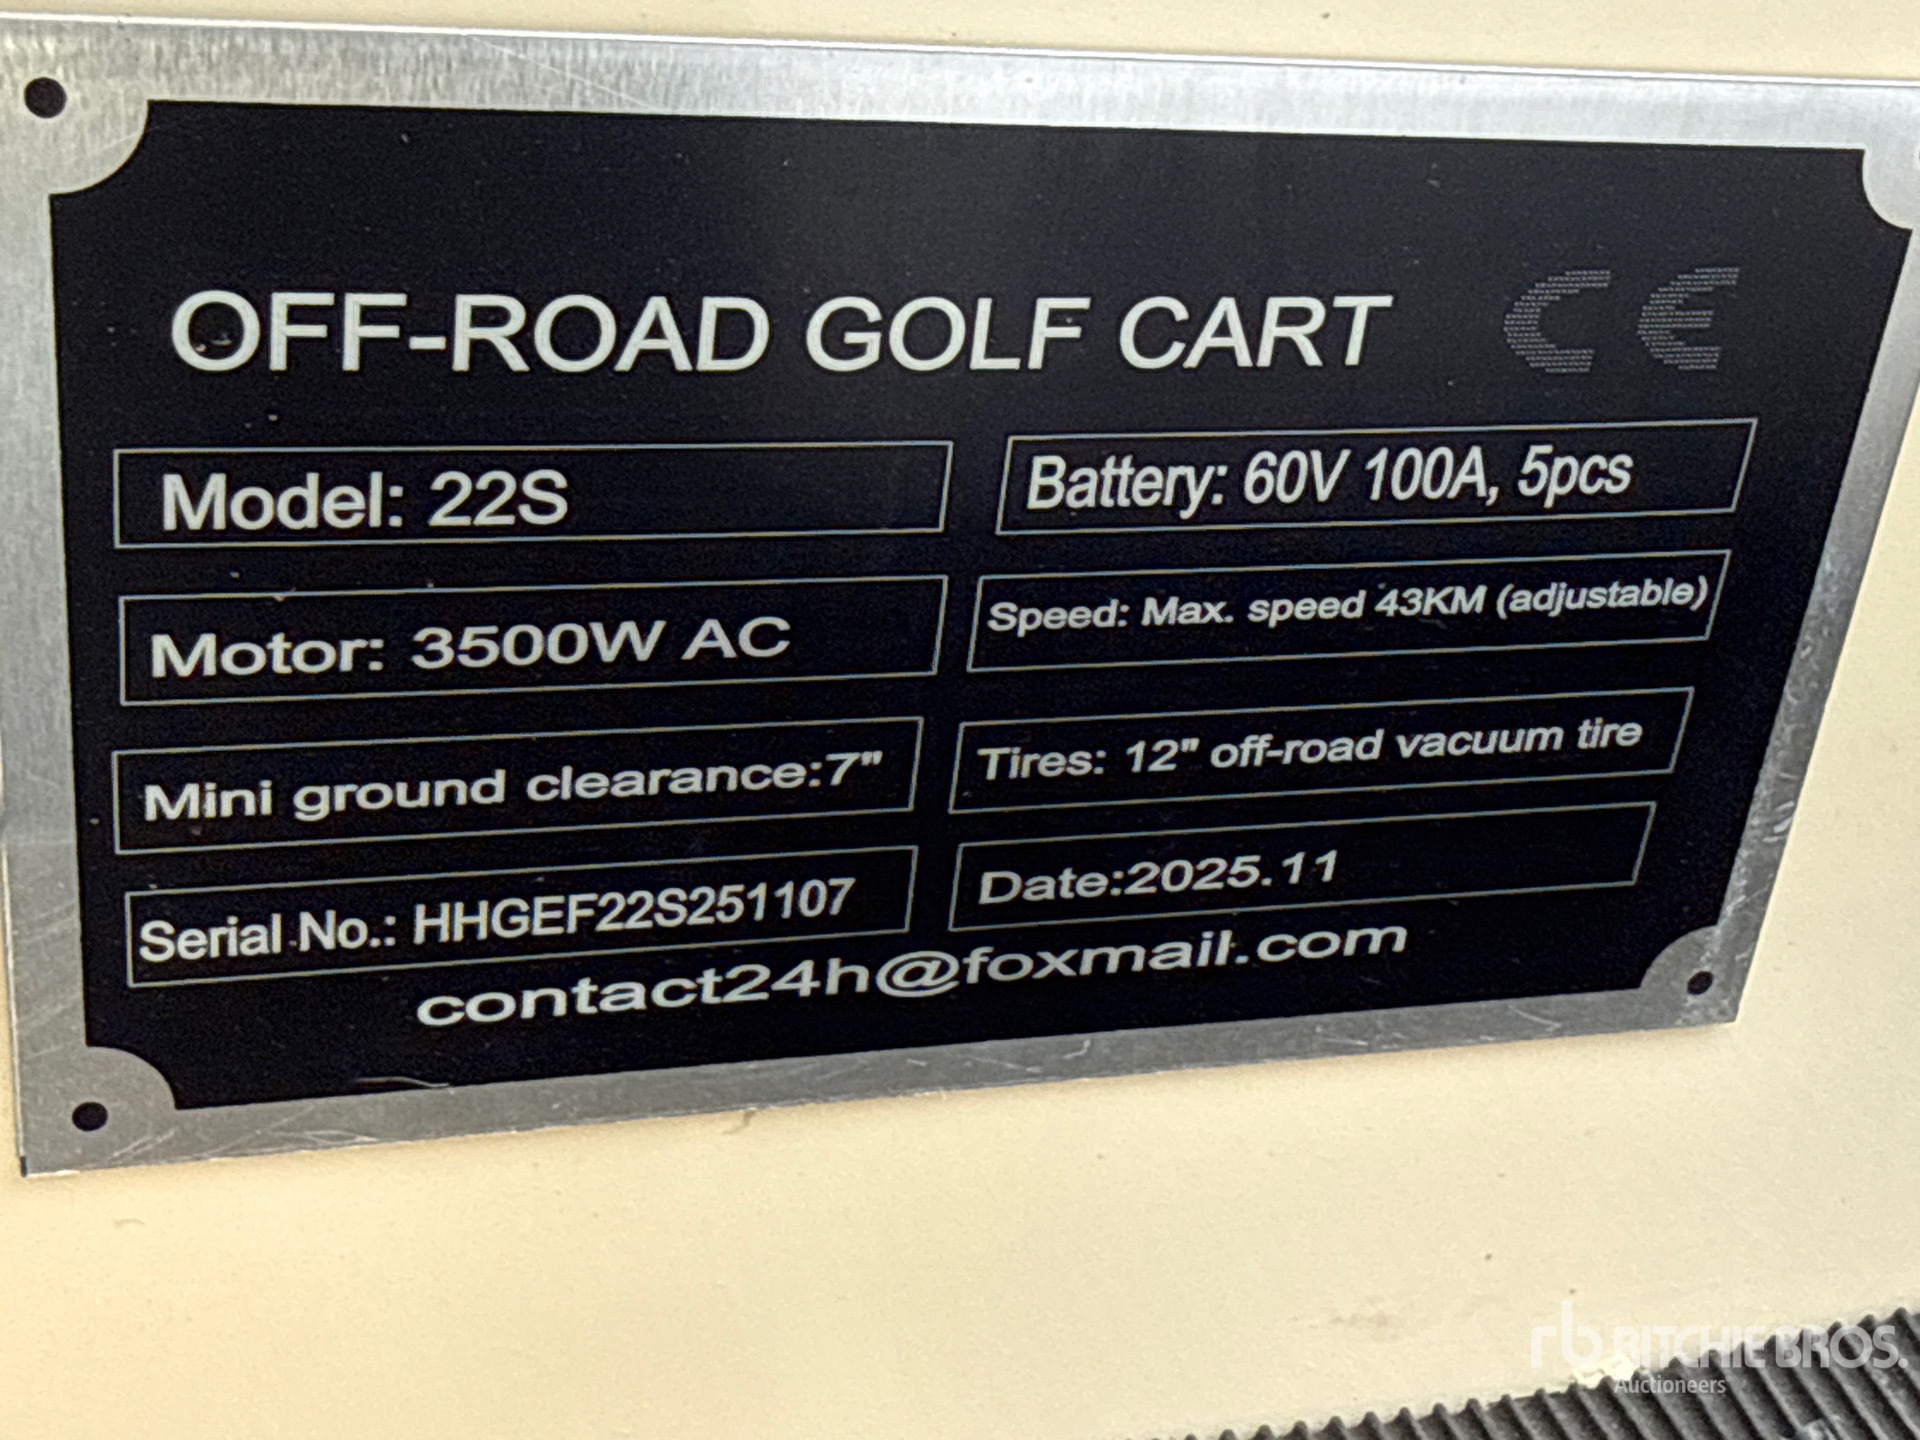 OFF-ROAD GOLF CART CE
Model: 22S
Battery: 60V 100A, 5pcs
Motor: 3500W AC
Speed: Max. speed 43KM (adjustable)
Mini ground clearance:7"
Tires: 12" off-road vacuum tire
Serial No.: HHGEF22S251107
Date:2025.11
contact24h@foxmail.com
rb RITCHIE BROS.
Auctioneers